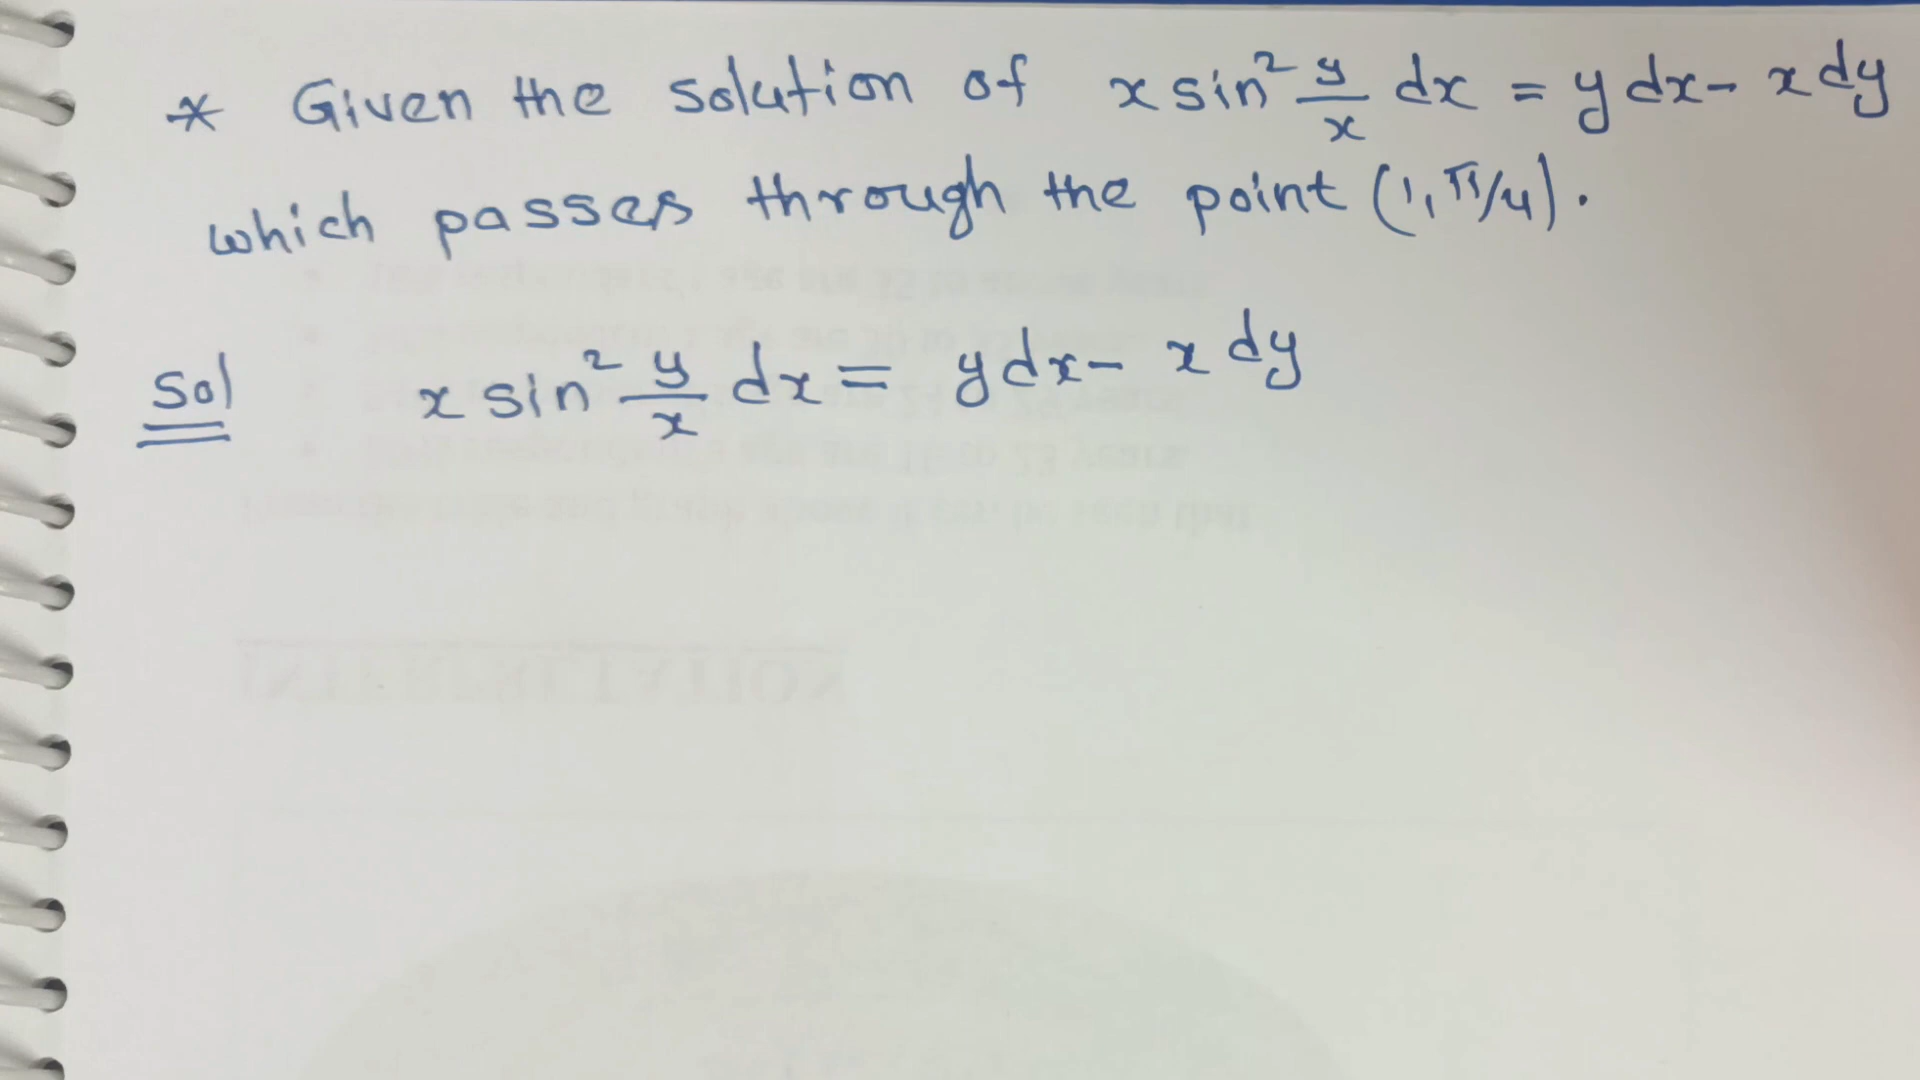 * Given the solution of x sin² y/x dx = y dx - x dy
which passes through the point (1, π/4).
Sol x sin² y/x dx = y dx - x dy